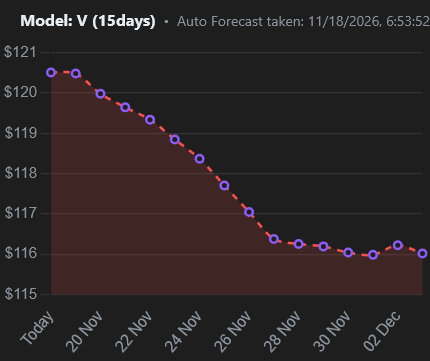 Model: V (15days) • Auto Forecast taken: 11/18/2026, 6:53:52
$121
$120
$119
$118
$117
$116
$115
Today
20 Nov
22 Nov
24 Nov
26 Nov
28 Nov
30 Nov
02 Dec